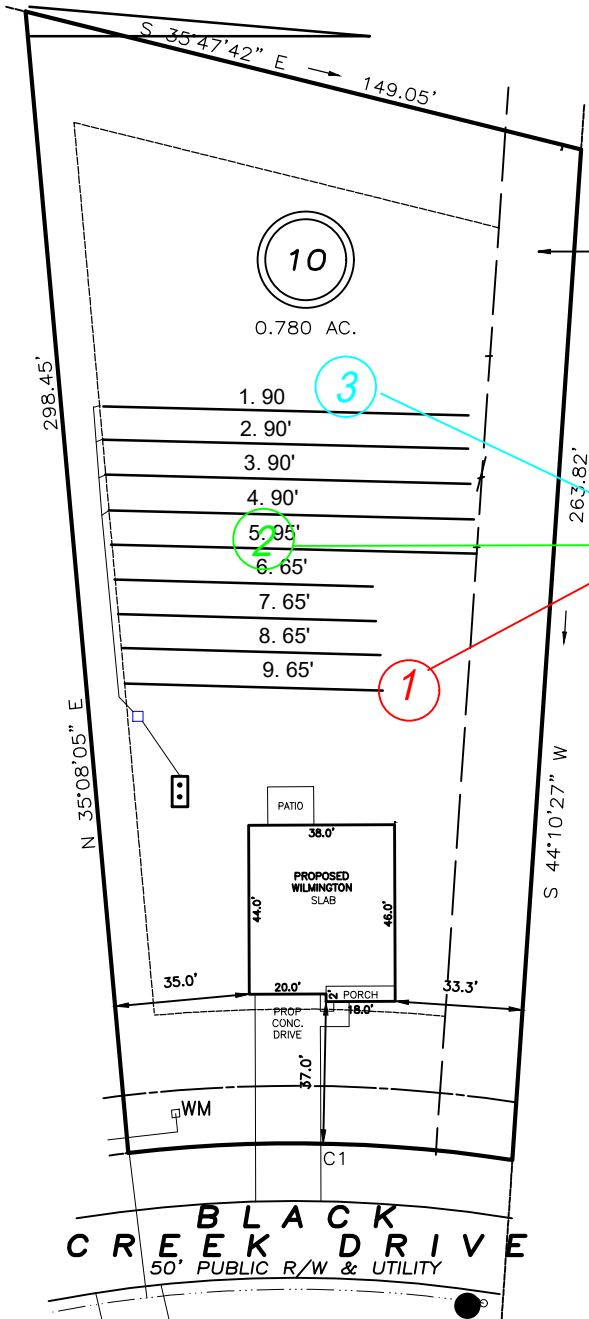 S 35°47'42" E
149.05'
10
0.780 AC.
298.45'
263.82'
1. 90
3
2. 90'
3. 90'
4. 90'
5. 95'
2
6. 65'
7. 65'
8. 65'
9. 65'
1
N 35°08'05" E
S 44°10'27" W
PATIO
38.0'
PROPOSED
WILMINGTON
SLAB
44.0'
46.0'
35.0'
20.0'
2'
PORCH
18.0'
33.3'
PROP
CONC.
DRIVE
37.0'
WM
C1
BLACK
CREEK DRIVE
50' PUBLIC R/W & UTILITY